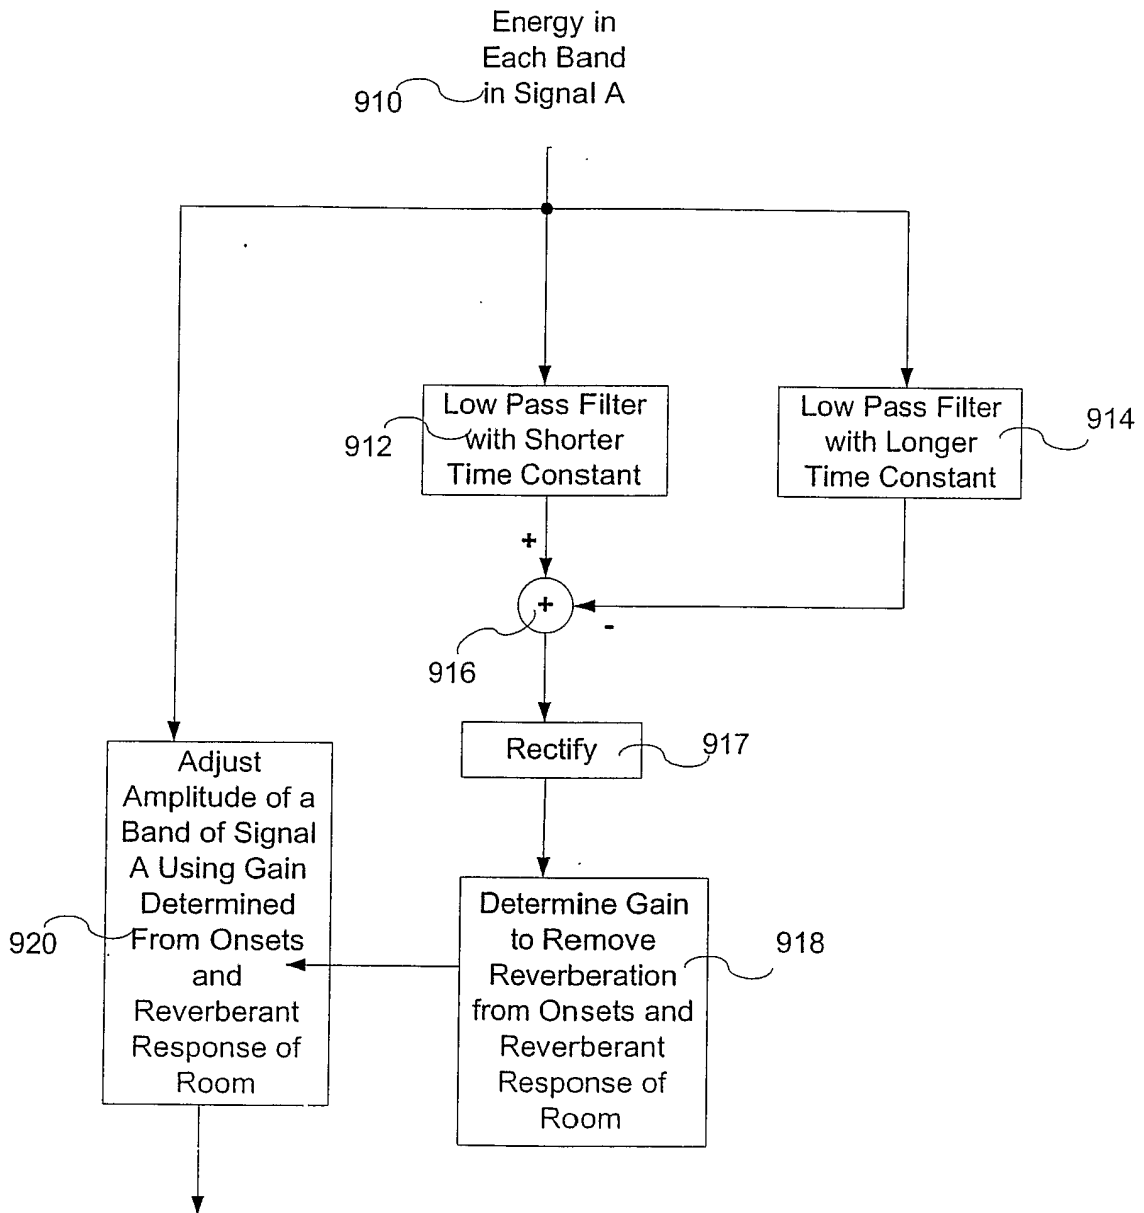 Energy in
Each Band
in Signal A
910
Low Pass Filter
with Shorter
Time Constant
912
Low Pass Filter
with Longer
Time Constant
914
+
+
-
916
Rectify
917
Adjust
Amplitude of a
Band of Signal
A Using Gain
Determined
From Onsets
and
Reverberant
Response of
Room
920
Determine Gain
to Remove
Reverberation
from Onsets and
Reverberant
Response of
Room
918